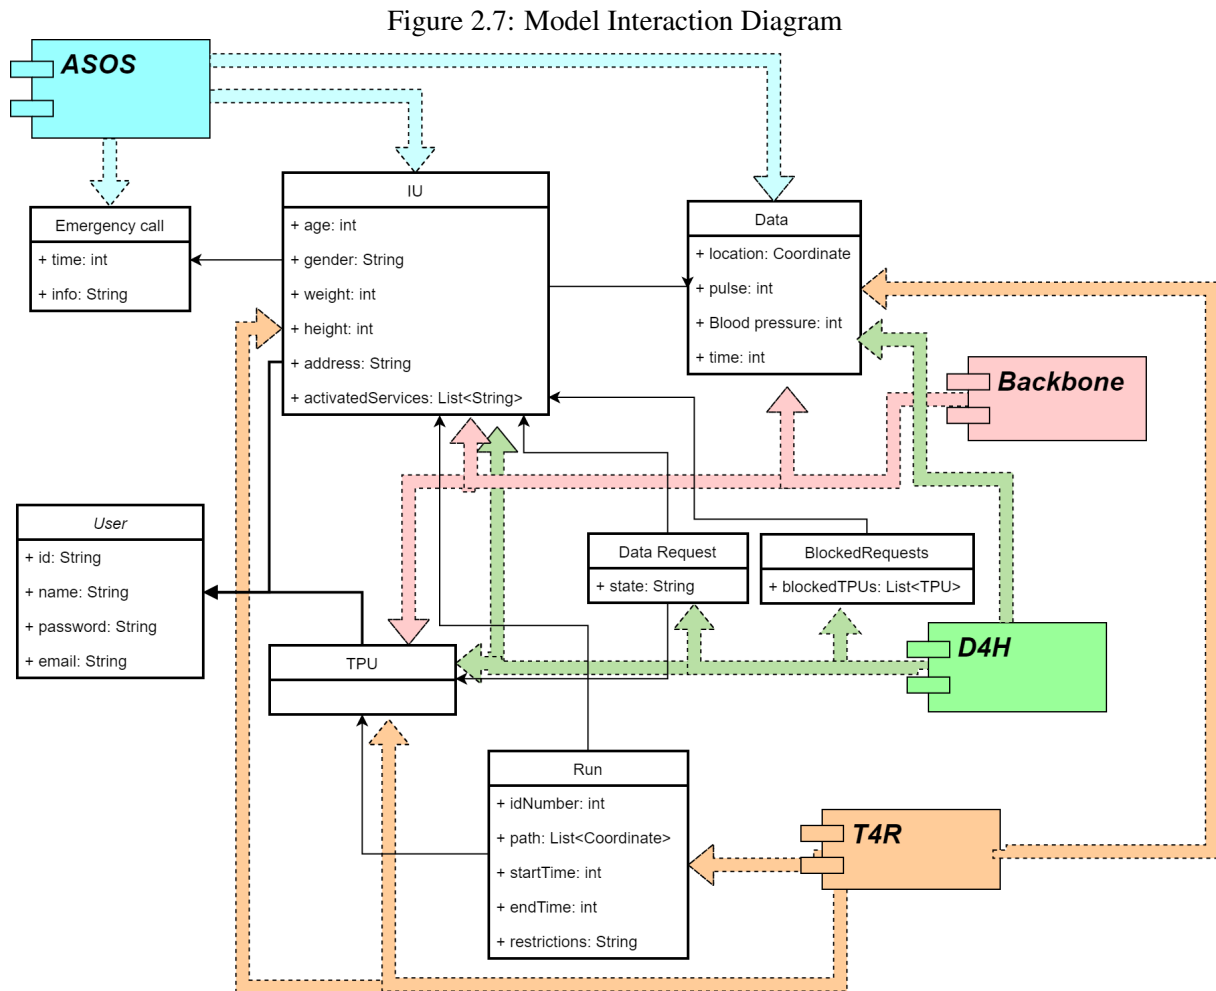 Figure 2.7: Model Interaction Diagram
ASOS
IU
+ age: int
+ gender: String
+ weight: int
+ height: int
+ address: String
+ activatedServices: List<String>
Emergency call
+ time: int
+ info: String
Data
+ location: Coordinate
+ pulse: int
+ Blood pressure: int
+ time: int
Backbone
User
+ id: String
+ name: String
+ password: String
+ email: String
Data Request
+ state: String
BlockedRequests
+ blockedTPUs: List<TPU>
D4H
TPU
Run
+ idNumber: int
+ path: List<Coordinate>
+ startTime: int
+ endTime: int
+ restrictions: String
T4R